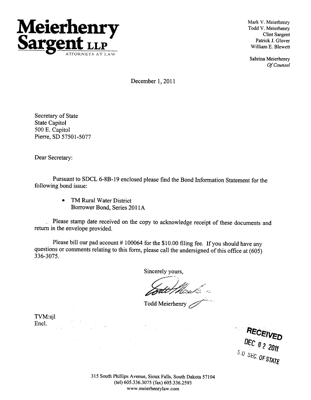 Meierhenry
Sargent LLP
ATTORNEYS AT LAW
Mark V. Meierhenry
Todd V. Meierhenry
Clint Sargent
Patrick J. Glover
William E. Blewett
Sabrina Meierhenry
Of Counsel
December 1, 2011
Secretary of State
State Capitol
500 E. Capitol
Pierre, SD 57501-5077
Dear Secretary:
Pursuant to SDCL 6-8B-19 enclosed please find the Bond Information Statement for
the following bond issue:
• TM Rural Water District
Borrower Bond, Series 2011A
Please stamp date received on the copy to acknowledge receipt of these documents and
return in the envelope provided.
Please bill our pad account # 100064 for the $10.00 filing fee. If you should have any
questions or comments relating to this form, please call the undersigned of this office at (605)
336-3075.
Sincerely yours,
Todd Meierhenry
TVM:sjl
Encl.
RECEIVED
DEC 02 2011
S.D. SEC. OF STATE
315 South Phillips Avenue, Sioux Falls, South Dakota 57104
(tel) 605.336.3075 (fax) 605.336.2593
www.meierhenrylaw.com